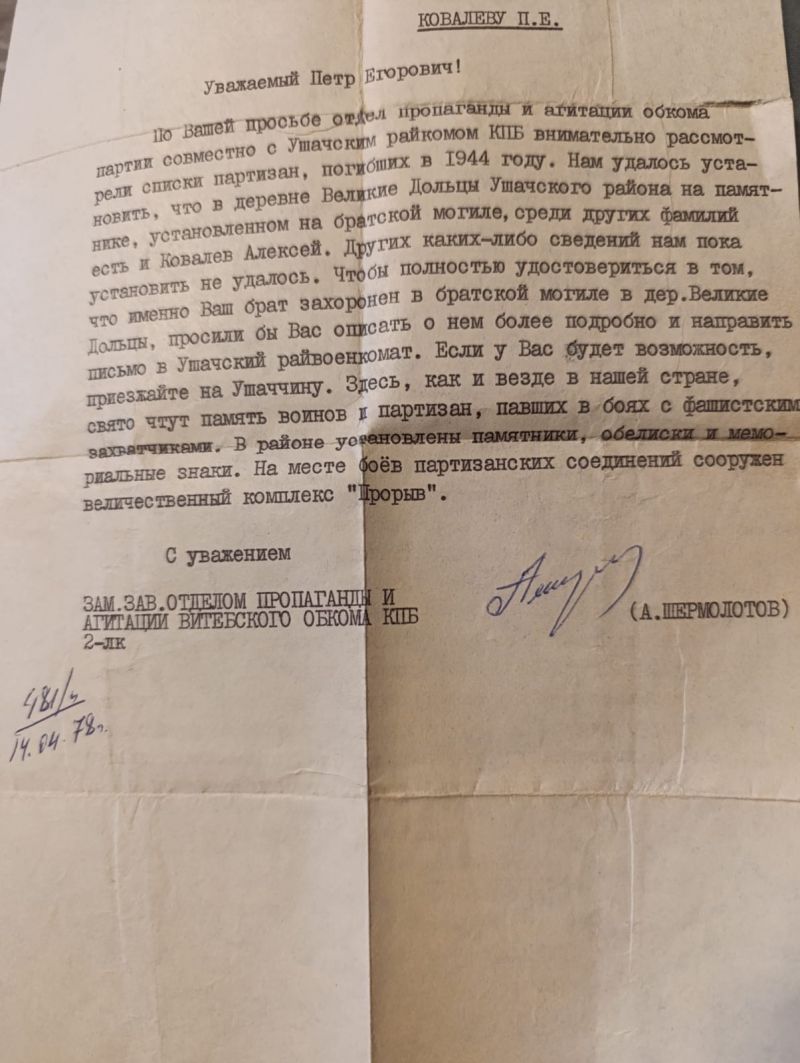 КОВАЛЕВУ П.Е.
Уважаемый Петр Егорович!
По Вашей просьбе отдел пропаганды и агитации обкома
партии совместно с Ушачским райкомом КПБ внимательно рассмот-
рели списки партизан, погибших в 1944 году. Нам удалось уста-
новить, что в деревне Великие Дольцы Ушачского района на памят-
нике, установленном на братской могиле, среди других фамилий
есть и Ковалев Алексей. Других каких-либо сведений нам пока
установить не удалось. Чтобы полностью удостовериться в том,
что именно Ваш брат захоронен в братской могиле в дер.Великие
Дольцы, просили бы Вас описать о нем более подробно и направить
письмо в Ушачский райвоенкомат. Если у Вас будет возможность,
приезжайте на Ушаччину. Здесь, как и везде в нашей стране,
свято чтут память воинов и партизан, павших в боях с фашистским
захватчиками. В районе установлены памятники, обелиски и мемо-
риальные знаки. На месте боёв партизанских соединений сооружен
величественный комплекс "Прорыв".
С уважением
ЗАМ.ЗАВ.ОТДЕЛОМ ПРОПАГАНДЫ И
АГИТАЦИИ ВИТЕБСКОГО ОБКОМА КПБ
(А.ШЕРМОЛОТОВ)
2-лк
481/ч
14.04.78г.